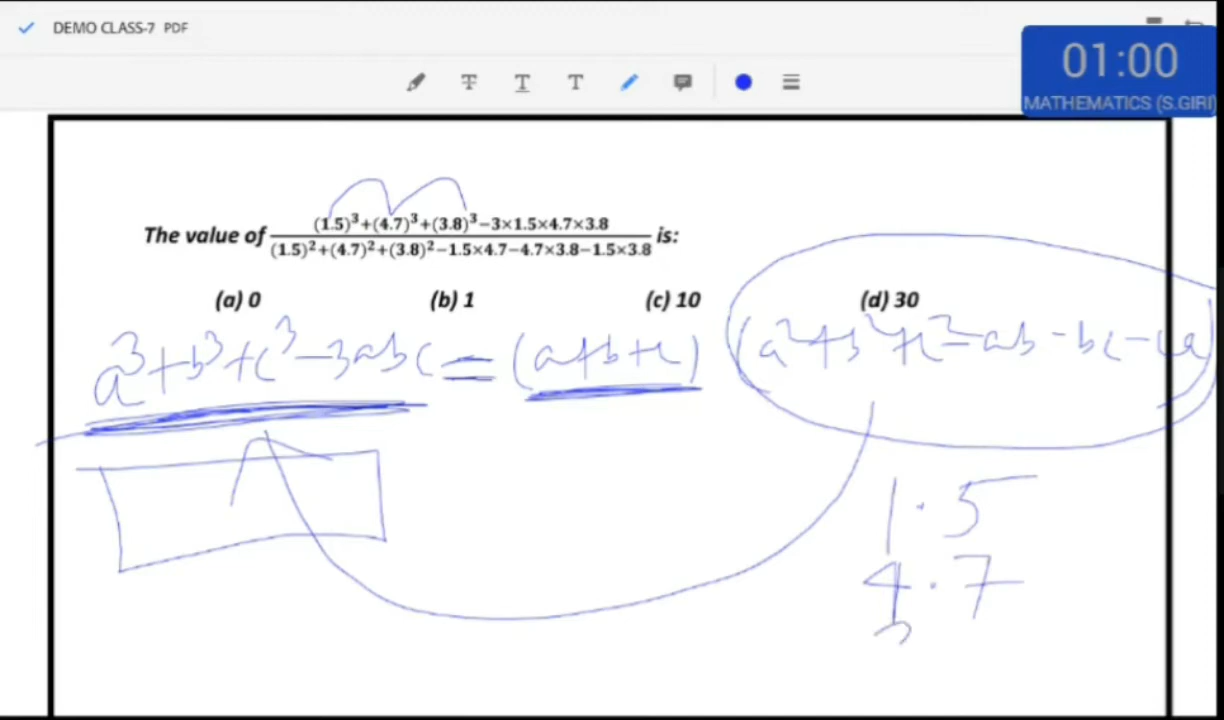 DEMO CLASS-7 PDF
01:00
MATHEMATICS (S.GIRI)
The value of \frac{(1.5)^3+(4.7)^3+(3.8)^3-3×1.5×4.7×3.8}{(1.5)^2+(4.7)^2+(3.8)^2-1.5×4.7-4.7×3.8-1.5×3.8} is:
(a) 0 (b) 1 (c) 10 (d) 30
a³+b³+c³-3abc = (a+b+c) (a²+b²+c²-ab-bc-ca)
1.5
4.7